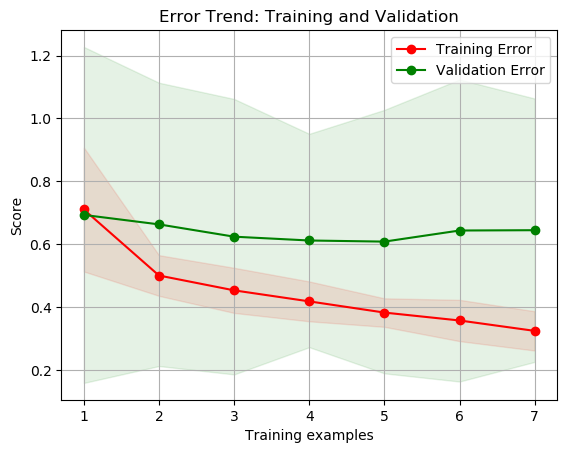 Error Trend: Training and Validation
Training Error
Validation Error
1.2
1.0
0.8
0.6
0.4
0.2
Score
1 2 3 4 5 6 7
Training examples